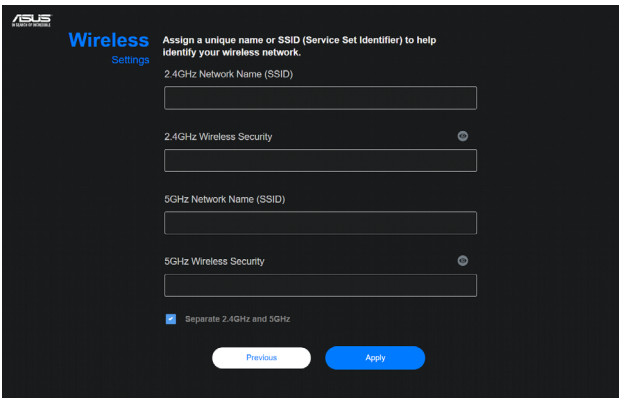 ASUS
IN SEARCH OF INCREDIBLE
Wireless
Settings
Assign a unique name or SSID (Service Set Identifier) to help
identify your wireless network.
2.4GHz Network Name (SSID)
2.4GHz Wireless Security
5GHz Network Name (SSID)
5GHz Wireless Security
Separate 2.4GHz and 5GHz
Previous
Apply